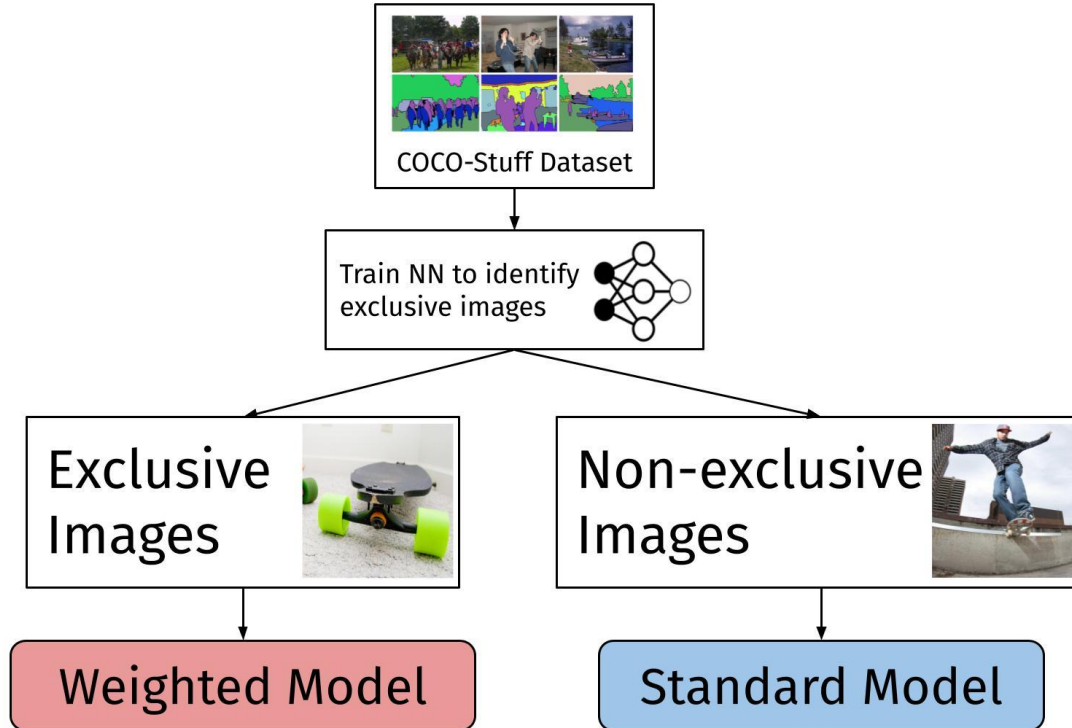 COCO-Stuff Dataset
Train NN to identify
exclusive images
Exclusive
Images
Non-exclusive
Images
Weighted Model
Standard Model